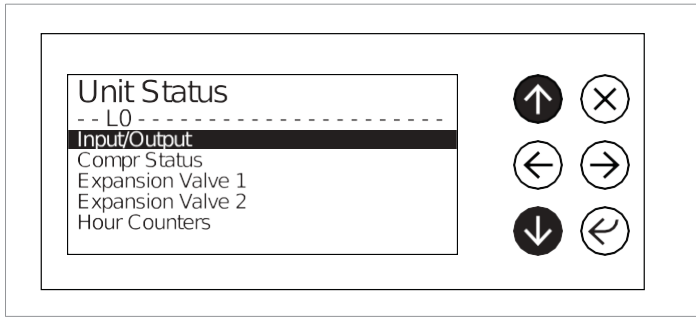 Unit Status
- - L0 - - - - - - - - - - - - - - - - - - - - - -
Input/Output
Compr Status
Expansion Valve 1
Expansion Valve 2
Hour Counters